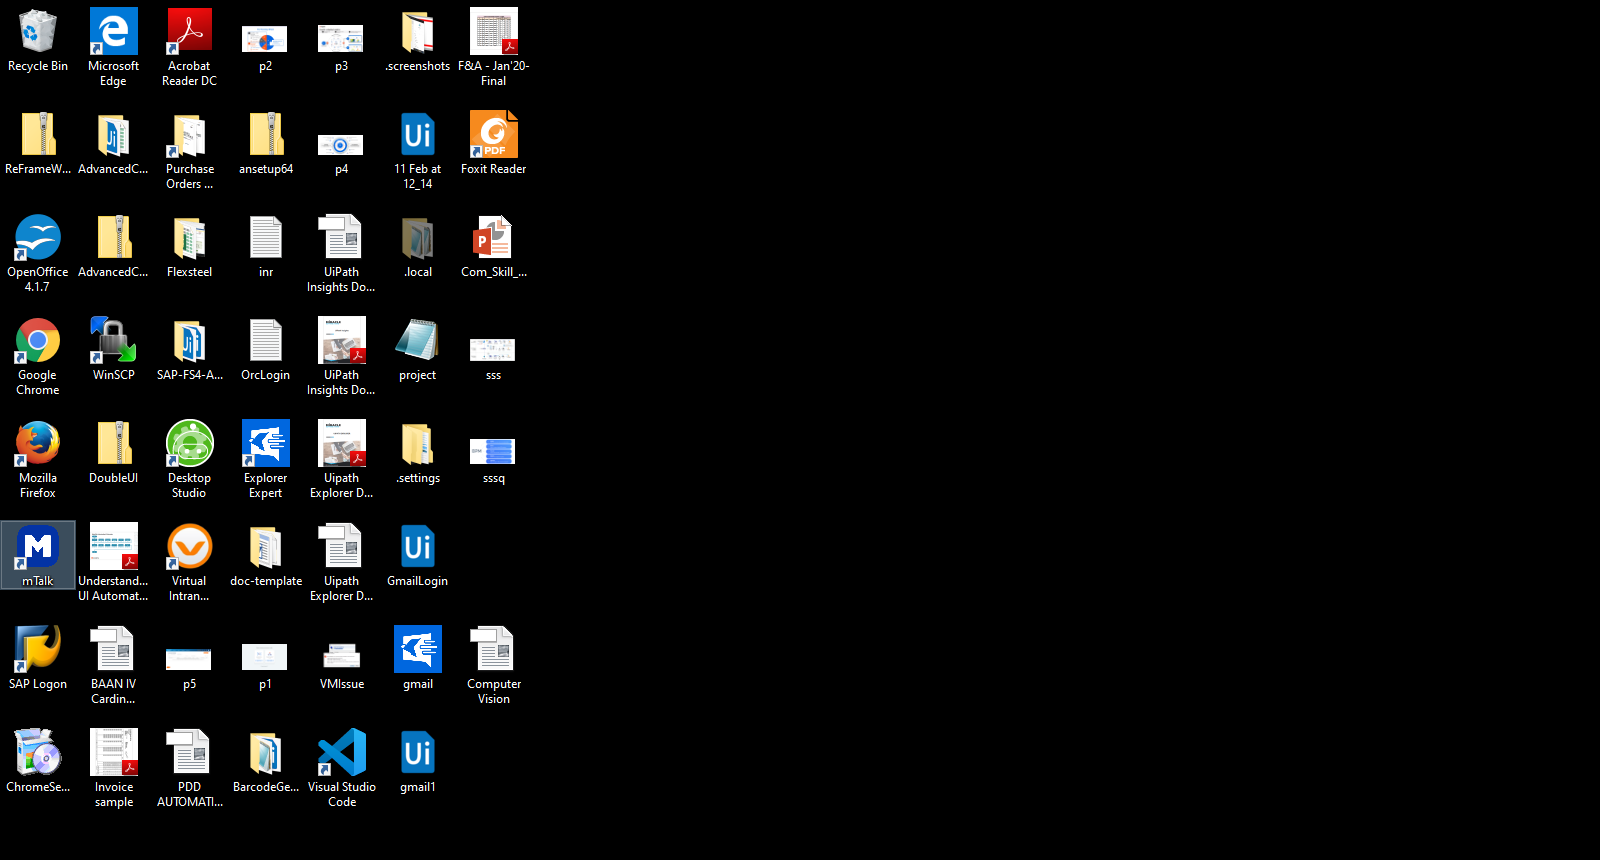 Recycle Bin
Microsoft
Edge
Acrobat
Reader DC
p2
p3
.screenshots
F&A - Jan'20-
Final
ReFrameW...
AdvancedC...
Purchase
Orders ...
ansetup64
p4
Ui
11 Feb at
12_14
PDF
Foxit Reader
OpenOffice
4.1.7
AdvancedC...
Flexsteel
inr
UiPath
Insights Do...
.local
P
Com_Skill_...
Google
Chrome
WinSCP
SAP-FS4-A...
OrcLogin
UiPath
Insights Do...
project
sss
Mozilla
Firefox
DoubleUI
Desktop
Studio
Explorer
Expert
Uipath
Explorer D...
.settings
sssq
M
mTalk
Understand...
UI Automat...
Virtual
Intran...
doc-template
Uipath
Explorer D...
Ui
GmailLogin
SAP Logon
BAAN IV
Cardin...
p5
p1
VMIssue
gmail
Computer
Vision
ChromeSe...
Invoice
sample
PDD
AUTOMATI...
BarcodeGe...
Visual Studio
Code
Ui
gmail1